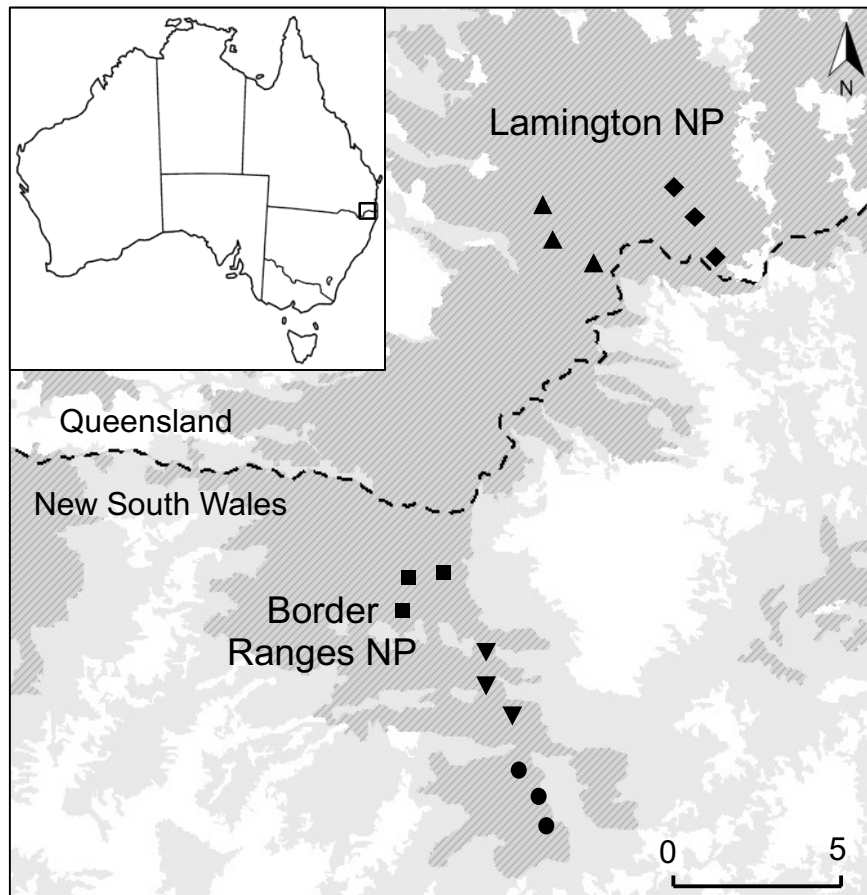 N
Lamington NP
Queensland
New South Wales
Border
Ranges NP
0 5